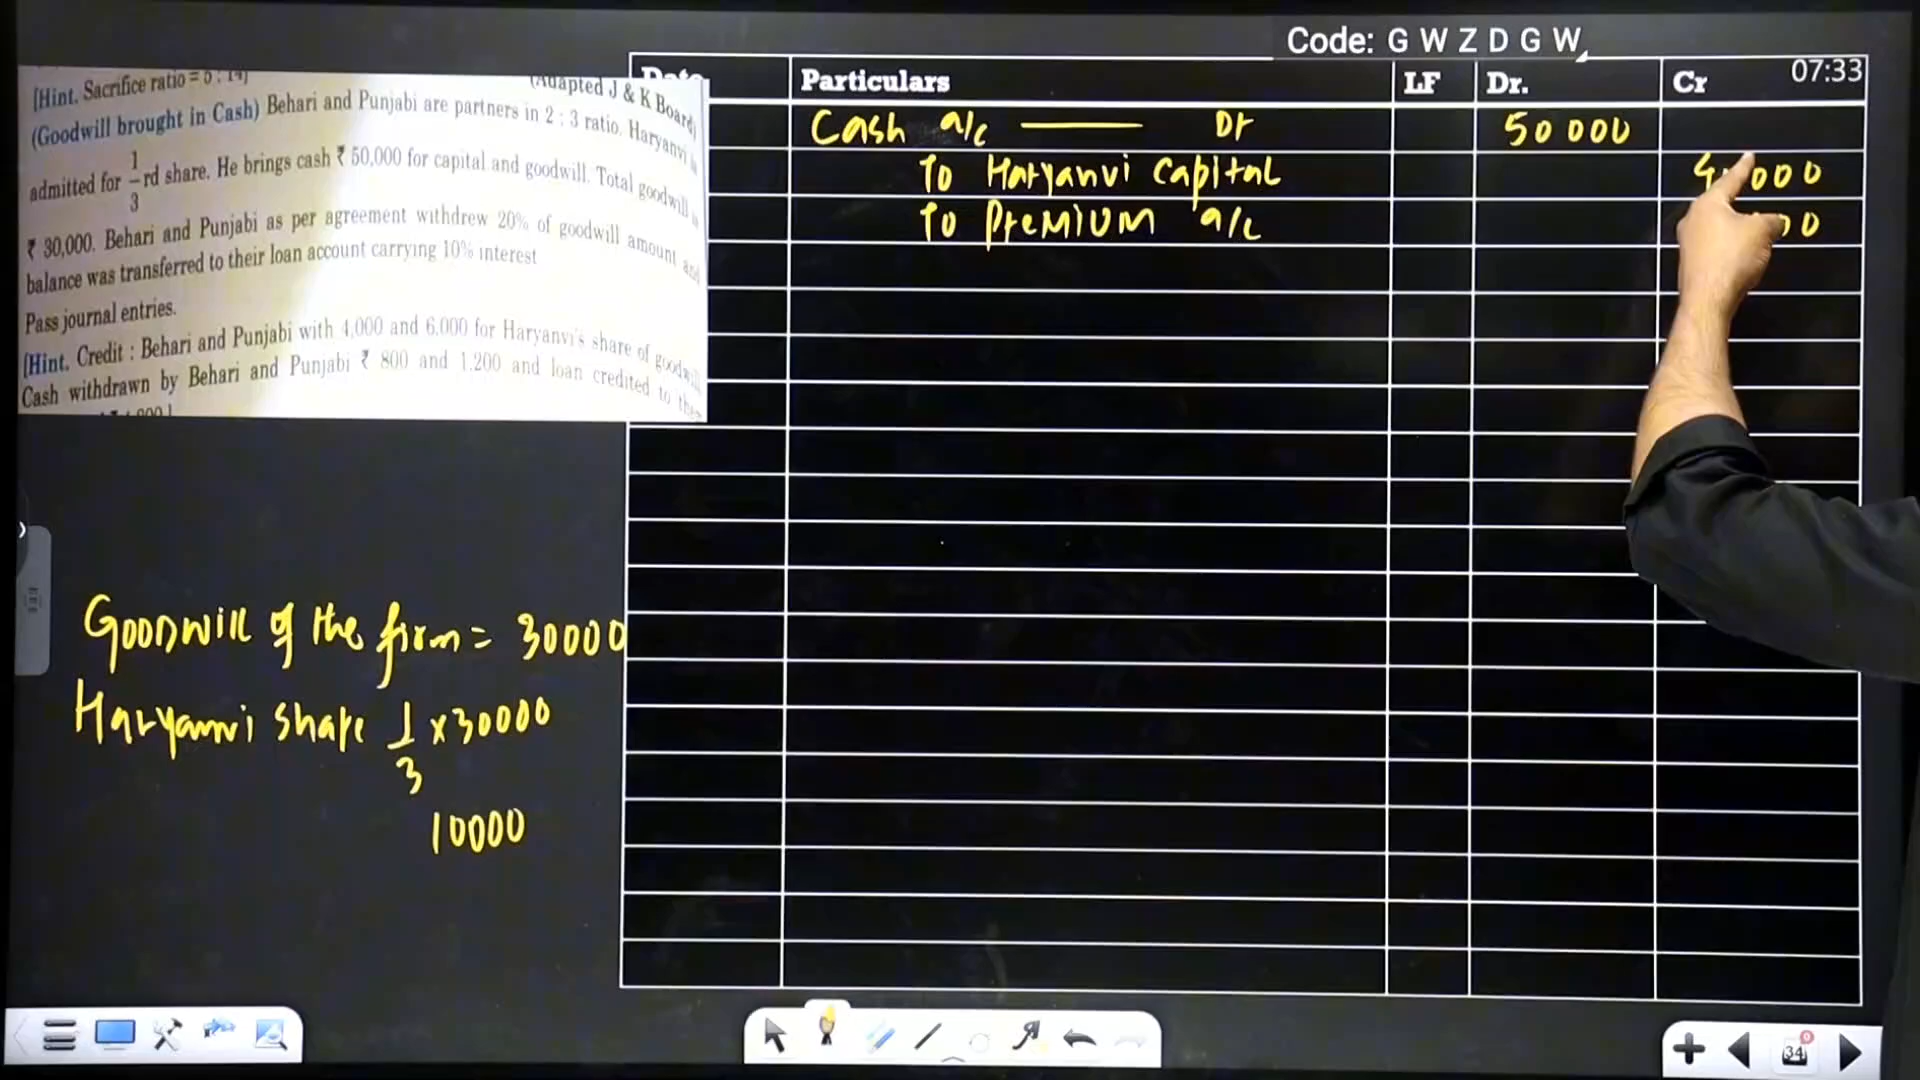 Code: G W Z D G W
07:33
[Hint. Sacrifice ratio = 5 : 14]
(Adapted J & K Board)
(Goodwill brought in Cash) Behari and Punjabi are partners in 2 : 3 ratio. Haryanvi is
admitted for 1/3 rd share. He brings cash ₹ 50,000 for capital and goodwill. Total goodwill is
₹ 30,000. Behari and Punjabi as per agreement withdrew 20% of goodwill amount and
balance was transferred to their loan account carrying 10% interest
Pass journal entries.
[Hint. Credit : Behari and Punjabi with 4,000 and 6,000 for Haryanvi's share of goodwill
Cash withdrawn by Behari and Punjabi ₹ 800 and 1,200 and loan credited to
Date Particulars LF Dr. Cr
Cash a/c Dr 50000
To Haryanvi Capital
To Premium a/c
Goodwill of the firm = 30000
Haryanvi share 1/3 × 30000
10000
34